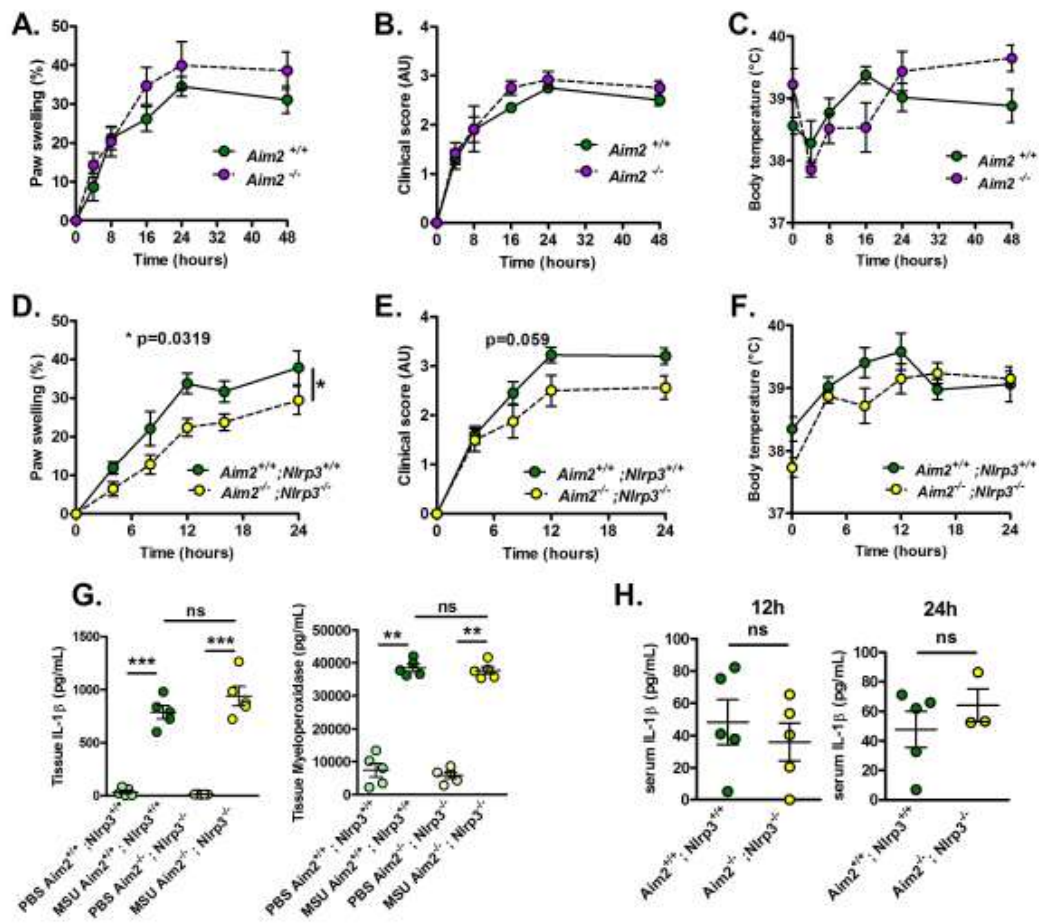 A.
Paw swelling (%)
50
40
30
20
10
0
0 8 16 24 32 40 48
Time (hours)
Aim2 +/+
Aim2 -/-
B.
Clinical score (AU)
4
3
2
1
0
0 8 16 24 32 40 48
Time (hours)
Aim2 +/+
Aim2 -/-
C.
Body temperature (°C)
40
39
38
37
0 8 16 24 32 40 48
Time (hours)
Aim2 +/+
Aim2 -/-
D.
Paw swelling (%)
50
40
30
20
10
0
* p=0.0319
*
0 6 12 18 24
Time (hours)
Aim2+/+ ;Nlrp3+/+
Aim2-/- ;Nlrp3-/-
E.
Clinical score (AU)
4
3
2
1
0
p=0.059
0 6 12 18 24
Time (hours)
Aim2+/+ ;Nlrp3+/+
Aim2-/- ;Nlrp3-/-
F.
Body temperature (°C)
40
39
38
37
0 6 12 18 24
Time (hours)
Aim2+/+ ;Nlrp3+/+
Aim2-/- ;Nlrp3-/-
G.
Tissue IL-1β (pg/mL)
1500
1000
500
0
ns
*** ***
PBS Aim2+/+ ; Nlrp3+/+
MSU Aim2+/+ ; Nlrp3+/+
PBS Aim2-/- ; Nlrp3-/-
MSU Aim2-/- ; Nlrp3-/-
Tissue Myeloperoxidase (pg/mL)
50000
40000
30000
20000
10000
0
ns
** **
PBS Aim2+/+ ; Nlrp3+/+
MSU Aim2+/+ ; Nlrp3+/+
PBS Aim2-/- ; Nlrp3-/-
MSU Aim2-/- ; Nlrp3-/-
H.
12h
serum IL-1β (pg/mL)
100
80
60
40
20
0
ns
Aim2+/+ ; Nlrp3+/+
Aim2-/- ; Nlrp3-/-
24h
serum IL-1β (pg/mL)
100
80
60
40
20
0
ns
Aim2+/+ ; Nlrp3+/+
Aim2-/- ; Nlrp3-/-